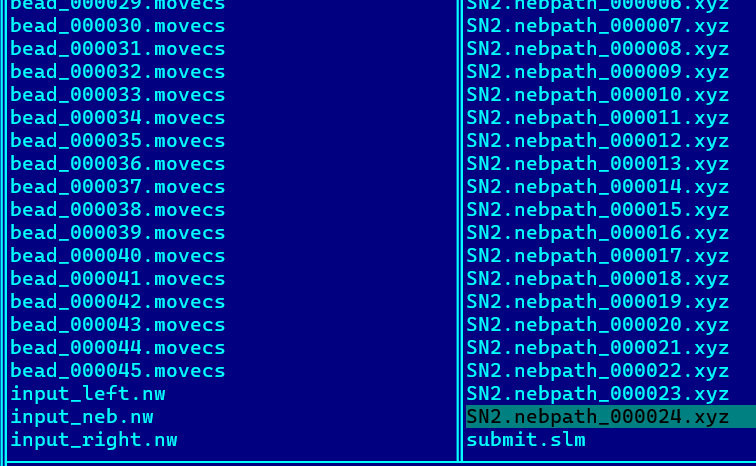 bead_000029.movecs
bead_000030.movecs
bead_000031.movecs
bead_000032.movecs
bead_000033.movecs
bead_000034.movecs
bead_000035.movecs
bead_000036.movecs
bead_000037.movecs
bead_000038.movecs
bead_000039.movecs
bead_000040.movecs
bead_000041.movecs
bead_000042.movecs
bead_000043.movecs
bead_000044.movecs
bead_000045.movecs
input_left.nw
input_neb.nw
input_right.nw
SN2.nebpath_000006.xyz
SN2.nebpath_000007.xyz
SN2.nebpath_000008.xyz
SN2.nebpath_000009.xyz
SN2.nebpath_000010.xyz
SN2.nebpath_000011.xyz
SN2.nebpath_000012.xyz
SN2.nebpath_000013.xyz
SN2.nebpath_000014.xyz
SN2.nebpath_000015.xyz
SN2.nebpath_000016.xyz
SN2.nebpath_000017.xyz
SN2.nebpath_000018.xyz
SN2.nebpath_000019.xyz
SN2.nebpath_000020.xyz
SN2.nebpath_000021.xyz
SN2.nebpath_000022.xyz
SN2.nebpath_000023.xyz
SN2.nebpath_000024.xyz
submit.slm